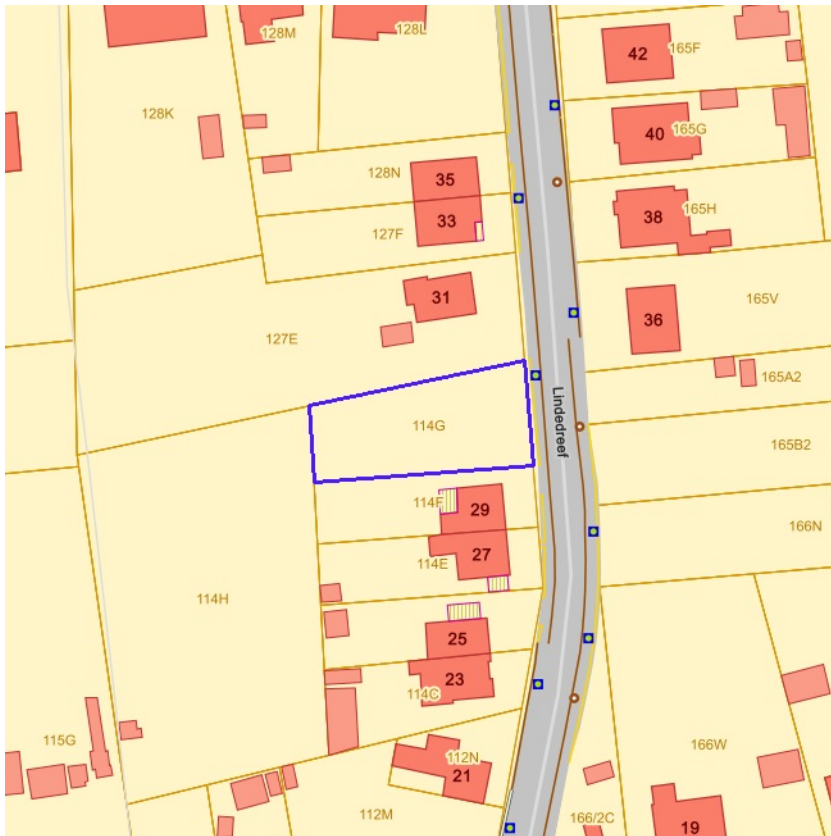 128M
128L
42
165F
128K
40
165G
128N
35
33
127F
38
165H
31
127E
36
165V
165A2
Lindedreef
114G
165B2
114F
29
166N
27
114E
114H
25
23
114C
115G
112N
21
166W
112M
166/2C
19